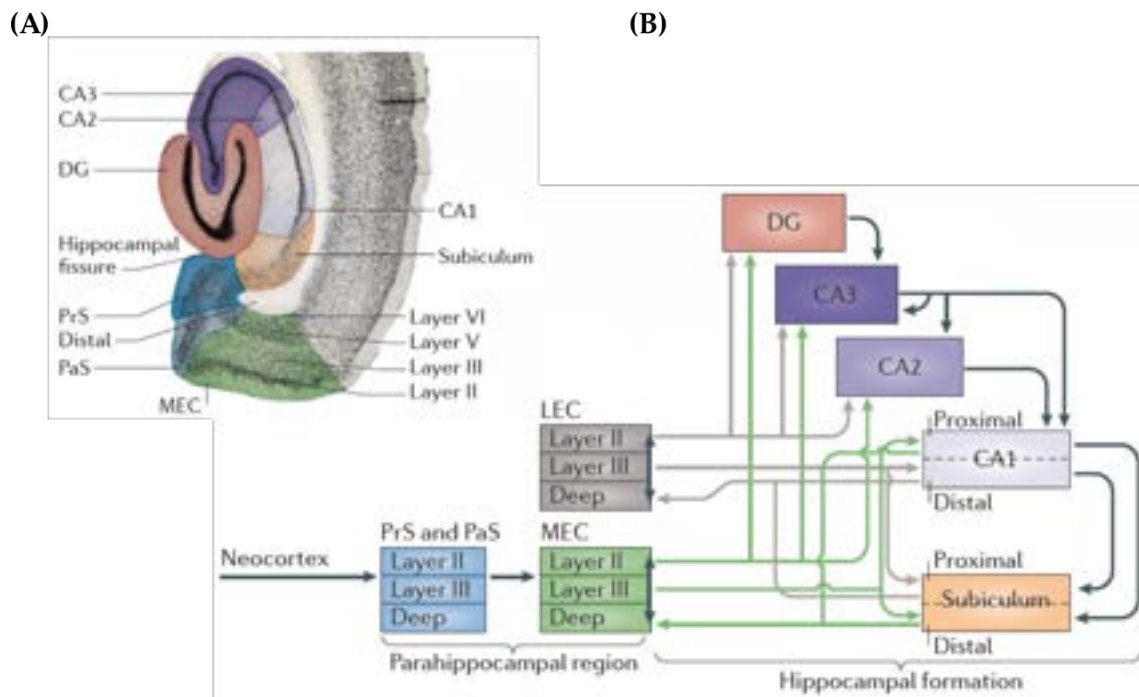 (A)
(B)
CA3
CA2
DG
Hippocampal
fissure
PrS
Distal
PaS
MEC
CA1
Subiculum
Layer VI
Layer V
Layer III
Layer II
DG
CA3
CA2
LEC
Layer II
Layer III
Deep
Proximal
CA1
Distal
PrS and PaS
MEC
Neocortex
Layer II
Layer III
Deep
Layer II
Layer III
Deep
Proximal
Subiculum
Distal
Parahippocampal region
Hippocampal formation